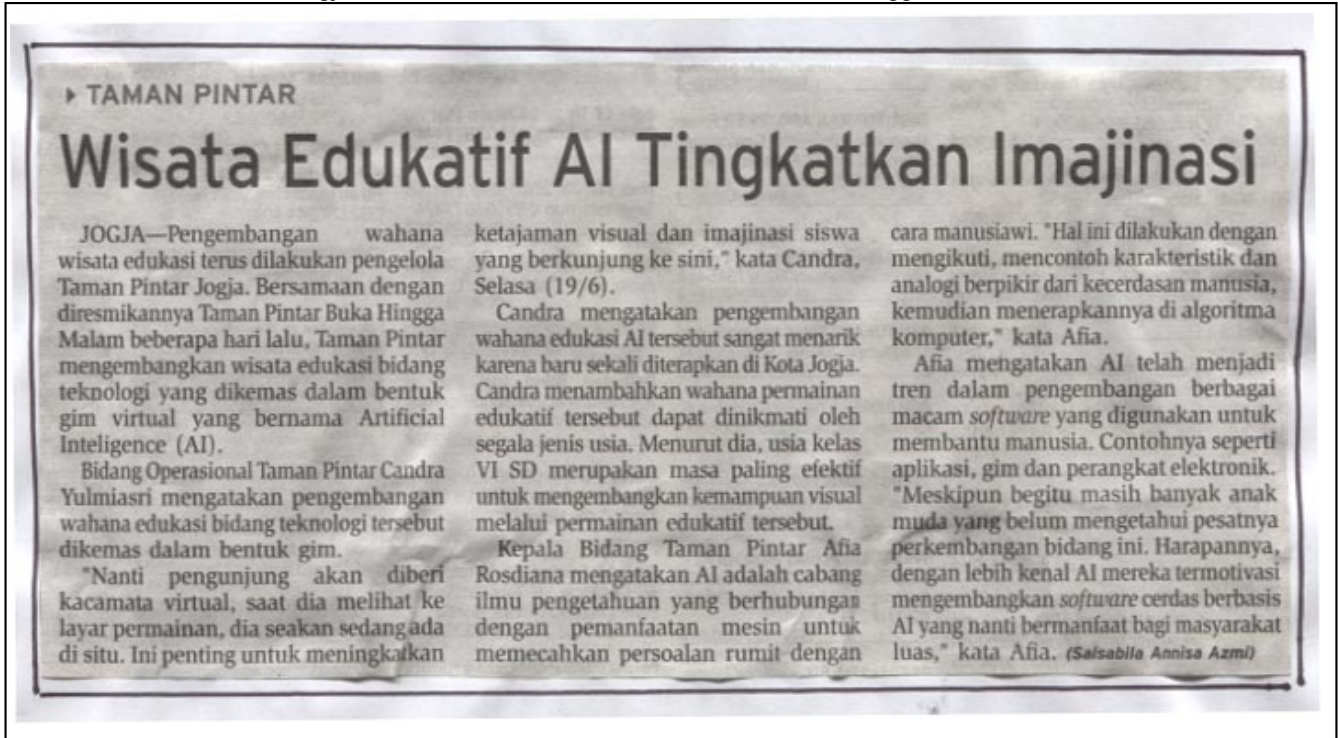 ▸ TAMAN PINTAR
Wisata Edukatif AI Tingkatkan Imajinasi
JOGJA—Pengembangan wahana
wisata edukasi terus dilakukan pengelola
Taman Pintar Jogja. Bersamaan dengan
diresmikannya Taman Pintar Buka Hingga
Malam beberapa hari lalu, Taman Pintar
mengembangkan wisata edukasi bidang
teknologi yang dikemas dalam bentuk
gim virtual yang bernama Artificial
Inteligence (AI).
Bidang Operasional Taman Pintar Candra
Yulmiasri mengatakan pengembangan
wahana edukasi bidang teknologi tersebut
dikemas dalam bentuk gim.
"Nanti pengunjung akan diberi
kacamata virtual, saat dia melihat ke
layar permainan, dia seakan sedang ada
di situ. Ini penting untuk meningkatkan
ketajaman visual dan imajinasi siswa
yang berkunjung ke sini," kata Candra,
Selasa (19/6).
Candra mengatakan pengembangan
wahana edukasi AI tersebut sangat menarik
karena baru sekali diterapkan di Kota Jogja.
Candra menambahkan wahana permainan
edukatif tersebut dapat dinikmati oleh
segala jenis usia. Menurut dia, usia kelas
VI SD merupakan masa paling efektif
untuk mengembangkan kemampuan visual
melalui permainan edukatif tersebut.
Kepala Bidang Taman Pintar Afia
Rosdiana mengatakan AI adalah cabang
ilmu pengetahuan yang berhubungan
dengan pemanfaatan mesin untuk
memecahkan persoalan rumit dengan
cara manusiawi. "Hal ini dilakukan dengan
mengikuti, mencontoh karakteristik dan
analogi berpikir dari kecerdasan manusia,
kemudian menerapkannya di algoritma
komputer," kata Afia.
Afia mengatakan AI telah menjadi
tren dalam pengembangan berbagai
macam software yang digunakan untuk
membantu manusia. Contohnya seperti
aplikasi, gim dan perangkat elektronik.
"Meskipun begitu masih banyak anak
muda yang belum mengetahui pesatnya
perkembangan bidang ini. Harapannya,
dengan lebih kenal AI mereka termotivasi
mengembangkan software cerdas berbasis
AI yang nanti bermanfaat bagi masyarakat
luas," kata Afia. (Salsabila Annisa Azmi)